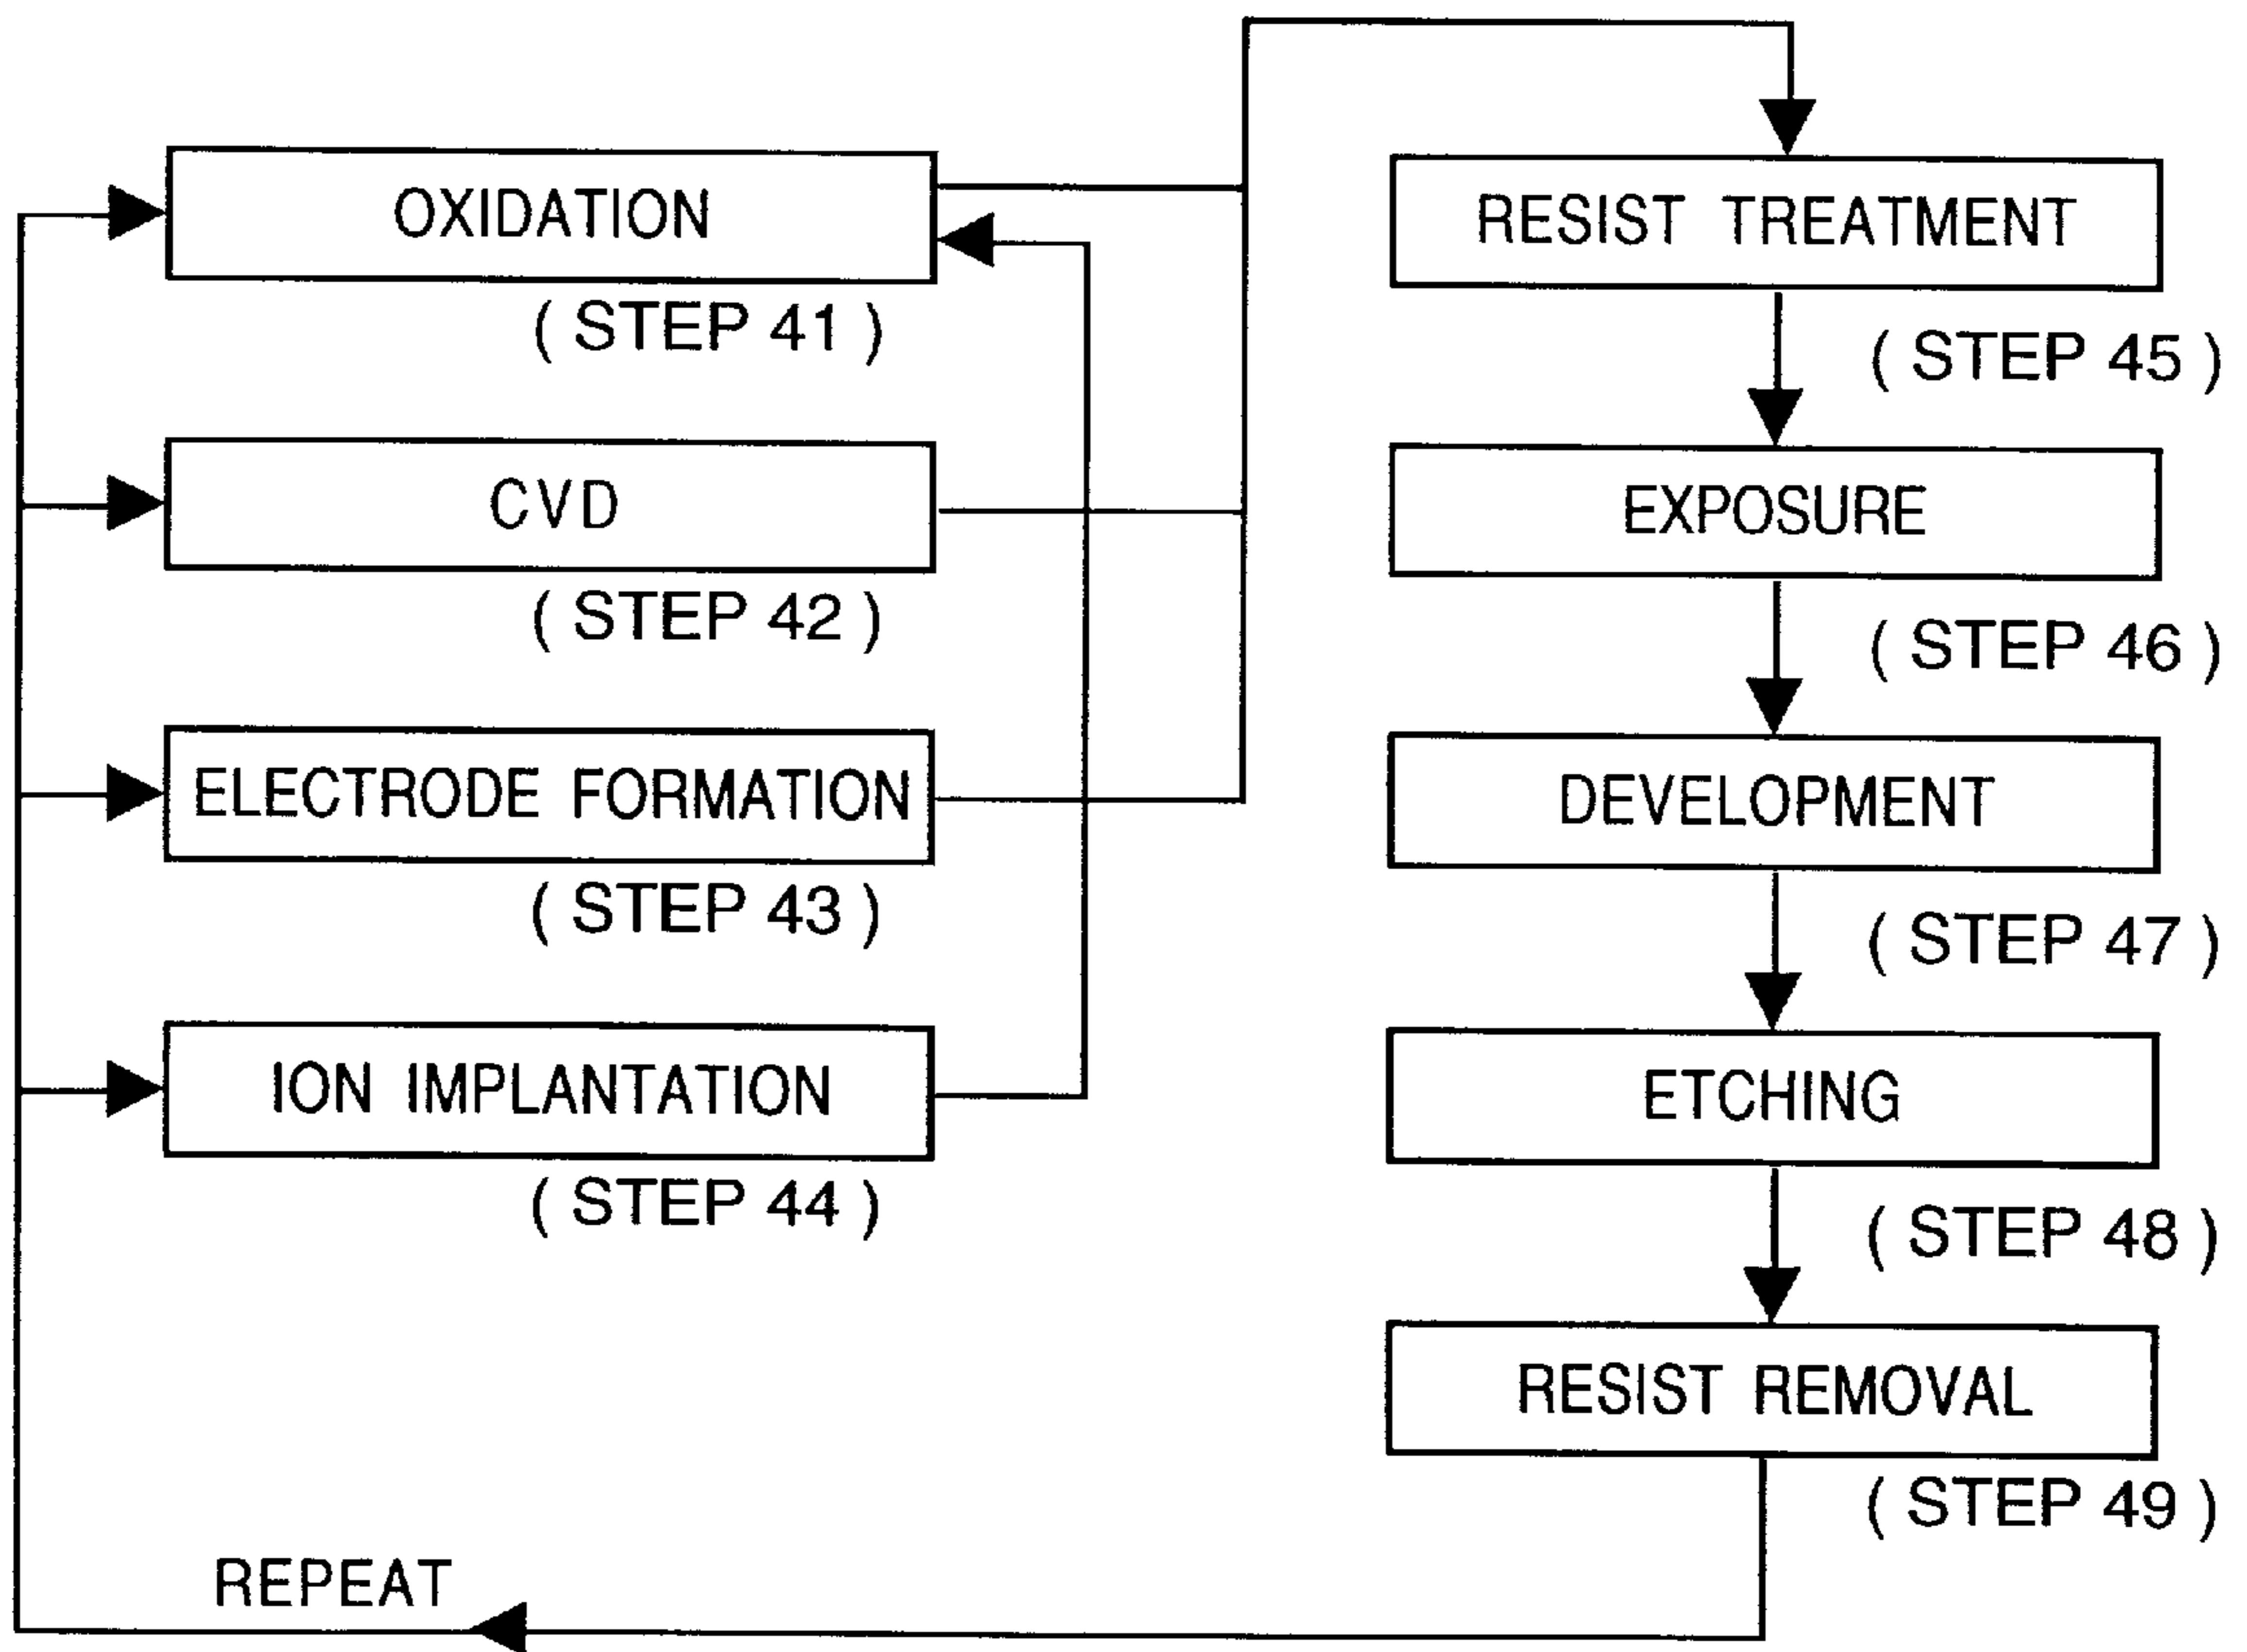 OXIDATION
( STEP 41 )
CVD
( STEP 42 )
ELECTRODE FORMATION
( STEP 43 )
ION IMPLANTATION
( STEP 44 )
RESIST TREATMENT
( STEP 45 )
EXPOSURE
( STEP 46 )
DEVELOPMENT
( STEP 47 )
ETCHING
( STEP 48 )
RESIST REMOVAL
( STEP 49 )
REPEAT